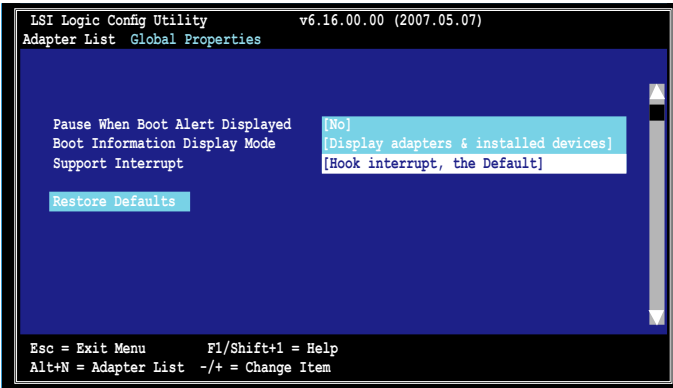 LSI Logic Config Utility v6.16.00.00 (2007.05.07)
Adapter List Global Properties
Pause When Boot Alert Displayed [No]
Boot Information Display Mode [Display adapters & installed devices]
Support Interrupt [Hook interrupt, the Default]
Restore Defaults
Esc = Exit Menu F1/Shift+1 = Help
Alt+N = Adapter List -/+ = Change Item